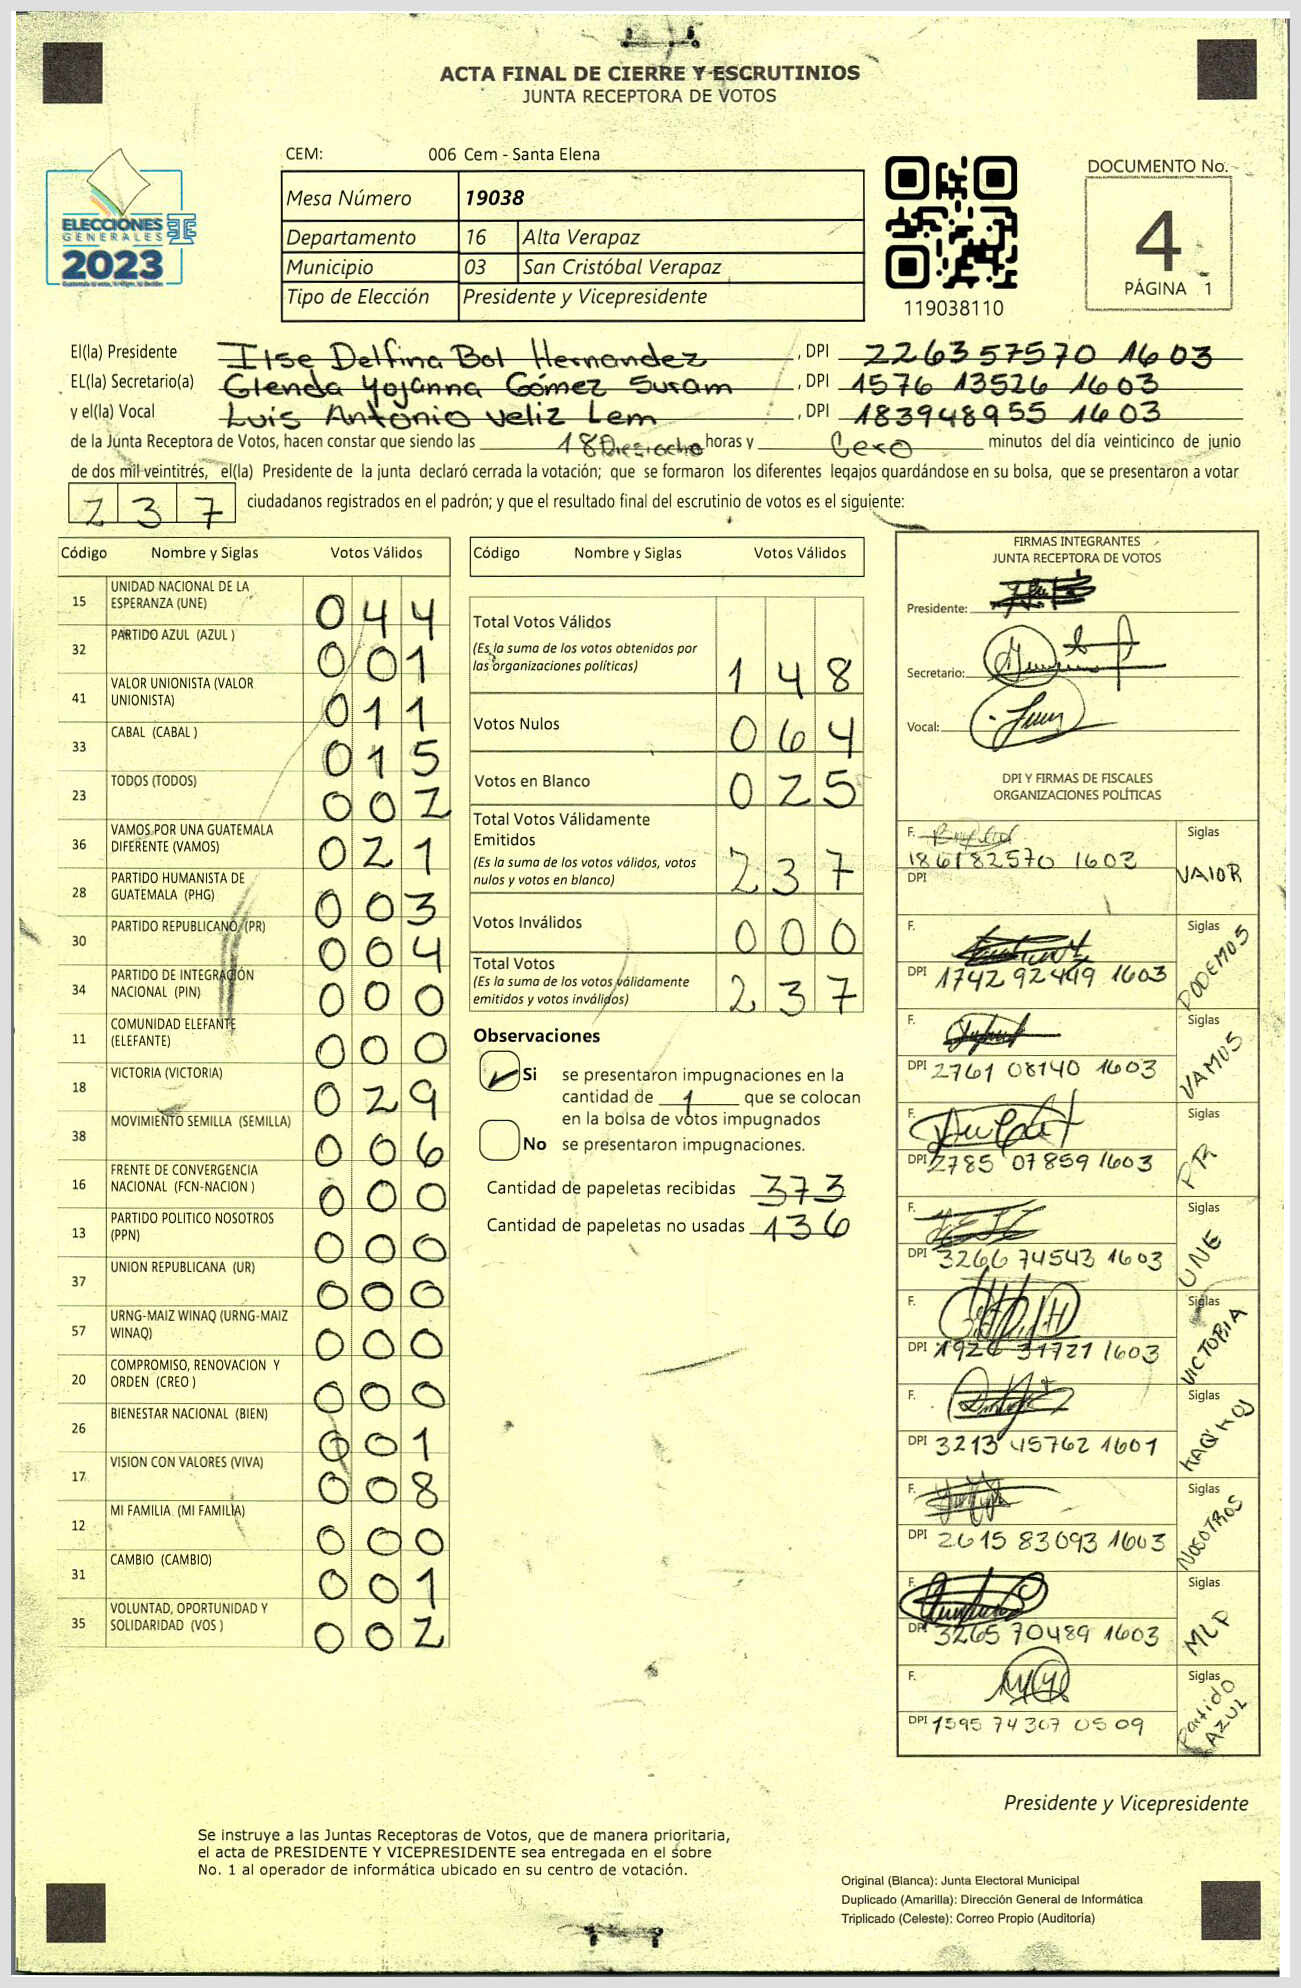 ACTA FINAL DE CIERRE Y ESCRUTINIOS
JUNTA RECEPTORA DE VOTOS
CEM: 006 Cem - Santa Elena
Mesa Número 19038
Departamento 16 Alta Verapaz
Municipio 03 San Cristóbal Verapaz
Tipo de Elección Presidente y Vicepresidente
ELECCIONES
GENERALES
2023
119038110
DOCUMENTO No.
4
PÁGINA 1
El(la) Presidente Ilse Delfina Bol Hernandez, DPI 226357570 1603
EL(la) Secretario(a) Glenda Yojanna Gómez Suram, DPI 1576 13526 1603
y el(la) Vocal Luis Antonio Veliz Lem, DPI 183948955 1603
de la Junta Receptora de Votos, hacen constar que siendo las 18 Dieciocho horas y Cero minutos del día veinticinco de junio
de dos mil veintitrés, el(la) Presidente de la junta declaró cerrada la votación; que se formaron los diferentes legajos guardándose en su bolsa, que se presentaron a votar
237 ciudadanos registrados en el padrón; y que el resultado final del escrutinio de votos es el siguiente:
Código Nombre y Siglas Votos Válidos
15 UNIDAD NACIONAL DE LA ESPERANZA (UNE) 044
32 PARTIDO AZUL (AZUL ) 001
41 VALOR UNIONISTA (VALOR UNIONISTA) 011
33 CABAL (CABAL ) 015
23 TODOS (TODOS) 002
36 VAMOS POR UNA GUATEMALA DIFERENTE (VAMOS) 021
28 PARTIDO HUMANISTA DE GUATEMALA (PHG) 003
30 PARTIDO REPUBLICANO (PR) 004
34 PARTIDO DE INTEGRACIÓN NACIONAL (PIN) 000
11 COMUNIDAD ELEFANTE (ELEFANTE) 000
18 VICTORIA (VICTORIA) 029
38 MOVIMIENTO SEMILLA (SEMILLA) 006
16 FRENTE DE CONVERGENCIA NACIONAL (FCN-NACION ) 000
13 PARTIDO POLITICO NOSOTROS (PPN) 000
37 UNION REPUBLICANA (UR) 000
57 URNG-MAIZ WINAQ (URNG-MAIZ WINAQ) 000
20 COMPROMISO, RENOVACION Y ORDEN (CREO ) 000
26 BIENESTAR NACIONAL (BIEN) 001
17 VISION CON VALORES (VIVA) 008
12 MI FAMILIA (MI FAMILIA) 000
31 CAMBIO (CAMBIO) 001
35 VOLUNTAD, OPORTUNIDAD Y SOLIDARIDAD (VOS ) 002
Código Nombre y Siglas Votos Válidos
Total Votos Válidos 148
(Es la suma de los votos obtenidos por
las organizaciones políticas)
Votos Nulos 064
Votos en Blanco 025
Total Votos Válidamente
Emitidos 237
(Es la suma de los votos válidos, votos
nulos y votos en blanco)
Votos Inválidos 000
Total Votos 237
(Es la suma de los votos válidamente
emitidos y votos inválidos)
Observaciones
Si se presentaron impugnaciones en la
cantidad de 1 que se colocan
en la bolsa de votos impugnados
No se presentaron impugnaciones.
Cantidad de papeletas recibidas 373
Cantidad de papeletas no usadas 136
FIRMAS INTEGRANTES
JUNTA RECEPTORA DE VOTOS
Presidente:
Secretario:
Vocal:
DPI Y FIRMAS DE FISCALES
ORGANIZACIONES POLÍTICAS
F. Siglas
186182570 1603 VALOR
DPI
F. Siglas
DPI 1742 92449 1603 PODEMOS
F. Siglas
DPI 2761 08140 1603 VAMOS
F. Siglas
DPI 2785 07859 1603 PR
F. Siglas
DPI 3266 74543 1603 UNE
F. Siglas
DPI 1926 31721 1603 VICTORIA
F. Siglas
DPI 3213 45762 1601
F. Siglas
DPI 2615 83093 1603 NOSOTROS
F. Siglas
DPI 3265 70489 1603 MLP
F. Siglas
DPI 1595 74307 0509 Partido AZUL
Presidente y Vicepresidente
Se instruye a las Juntas Receptoras de Votos, que de manera prioritaria,
el acta de PRESIDENTE Y VICEPRESIDENTE sea entregada en el sobre
No. 1 al operador de informática ubicado en su centro de votación.
Original (Blanca): Junta Electoral Municipal
Duplicado (Amarilla): Dirección General de Informática
Triplicado (Celeste): Correo Propio (Auditoría)